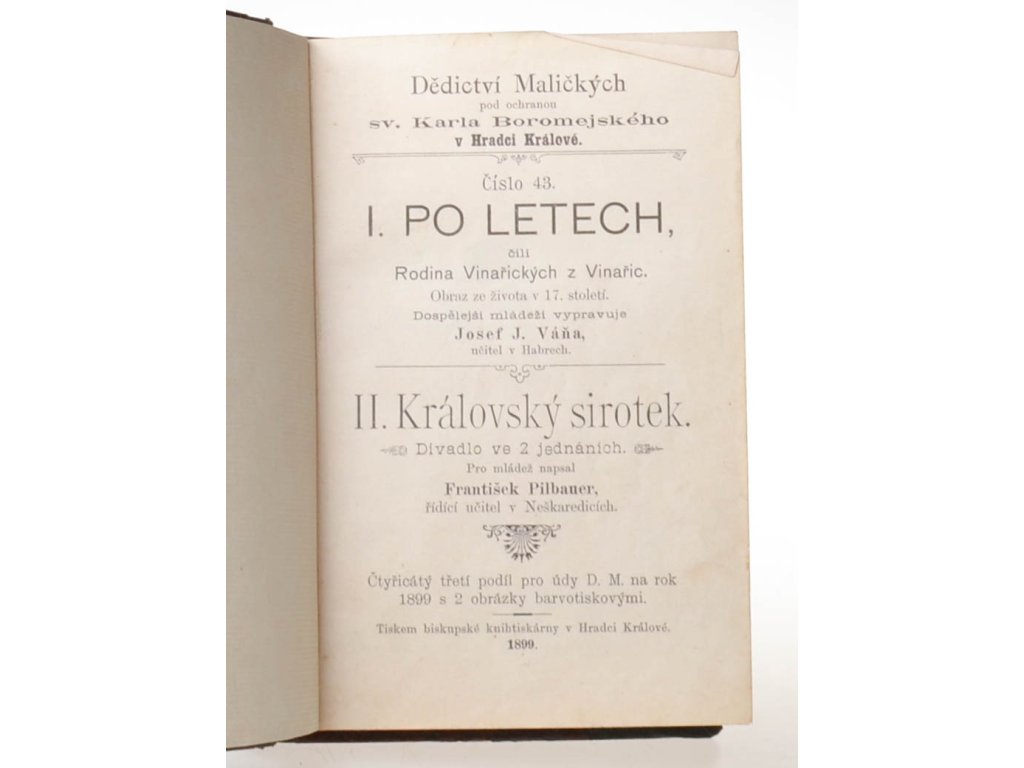 Dědictví Maličkých
pod ochranou
sv. Karla Boromejského
v Hradci Králové.
Číslo 43.
I. PO LETECH,
čili
Rodina Vinařických z Vinařic.
Obraz ze života v 17. století.
Dospělejší mládeži vypravuje
Josef J. Váňa,
učitel v Habrech.
II. Královský sirotek.
Divadlo ve 2 jednáních.
Pro mládež napsal
František Pilbauer,
řídící učitel v Neškaredicích.
Čtyřicátý třetí podíl pro údy D. M. na rok
1899 s 2 obrázky barvotiskovými.
Tiskem biskupské knihtiskárny v Hradci Králové.
1899.